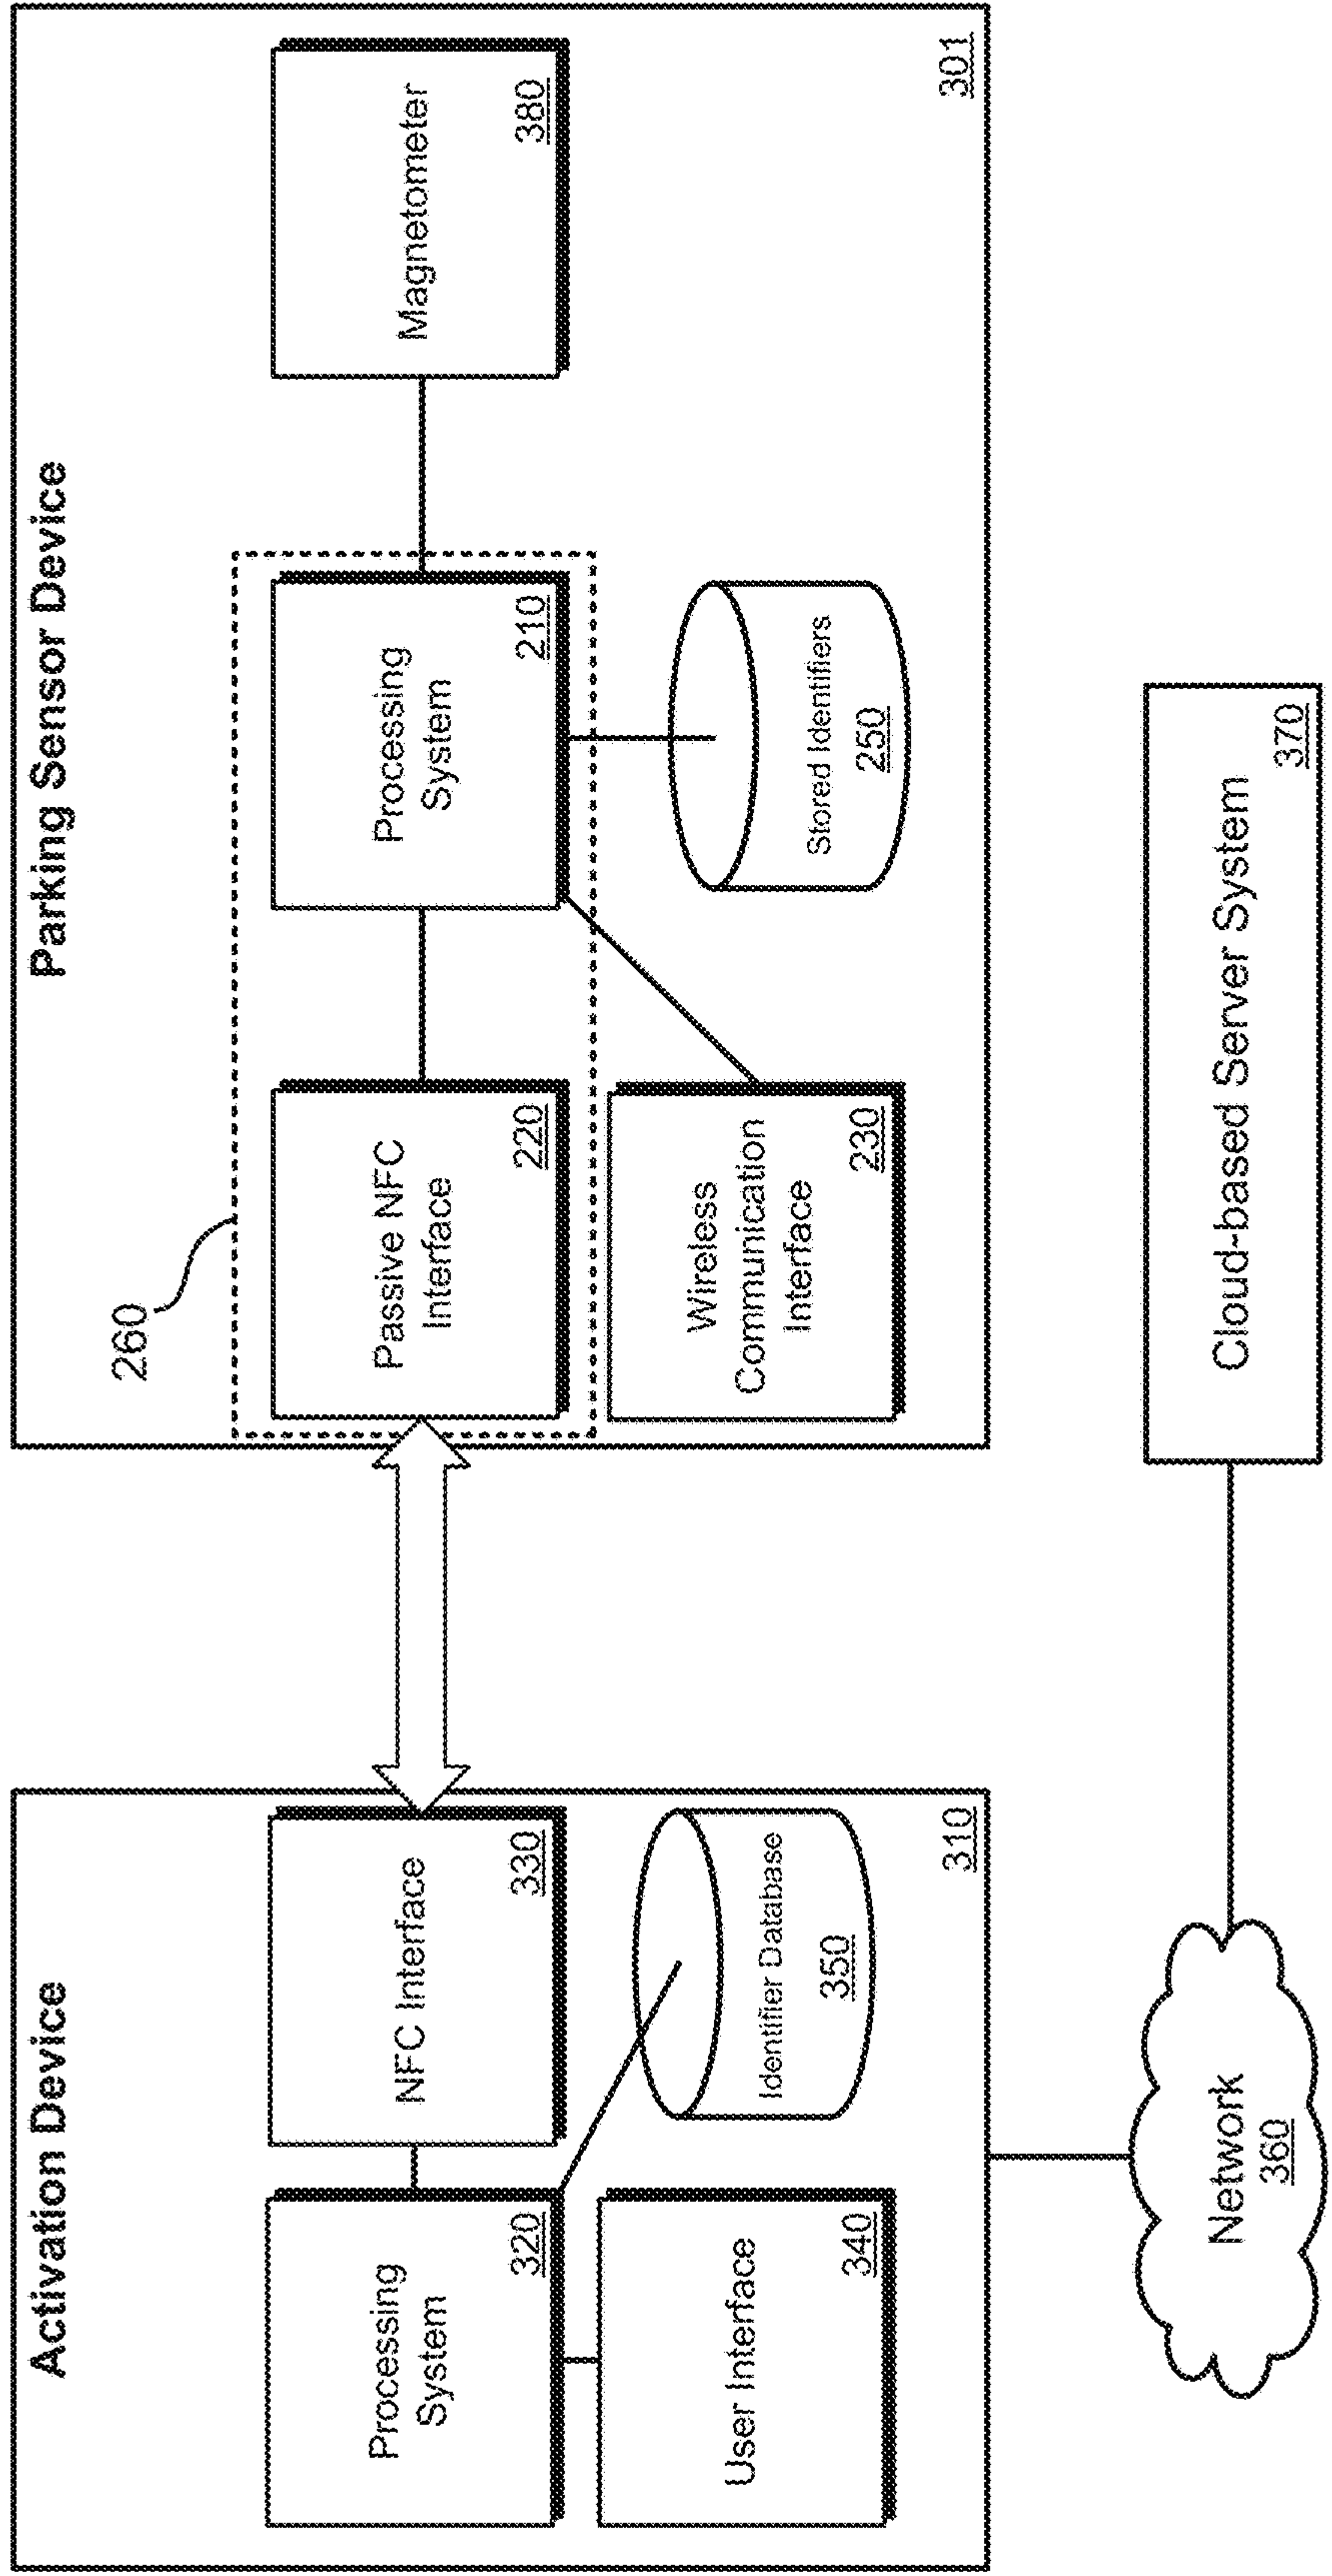 Activation Device
Processing
System
320
NFC Interface
330
User Interface
340
Identifier Database
350
310
Parking Sensor Device
260
Passive NFC
Interface
220
Processing
System
210
Magnetometer
380
Wireless
Communication
Interface
230
Stored Identifiers
250
301
Network
360
Cloud-based Server System
370